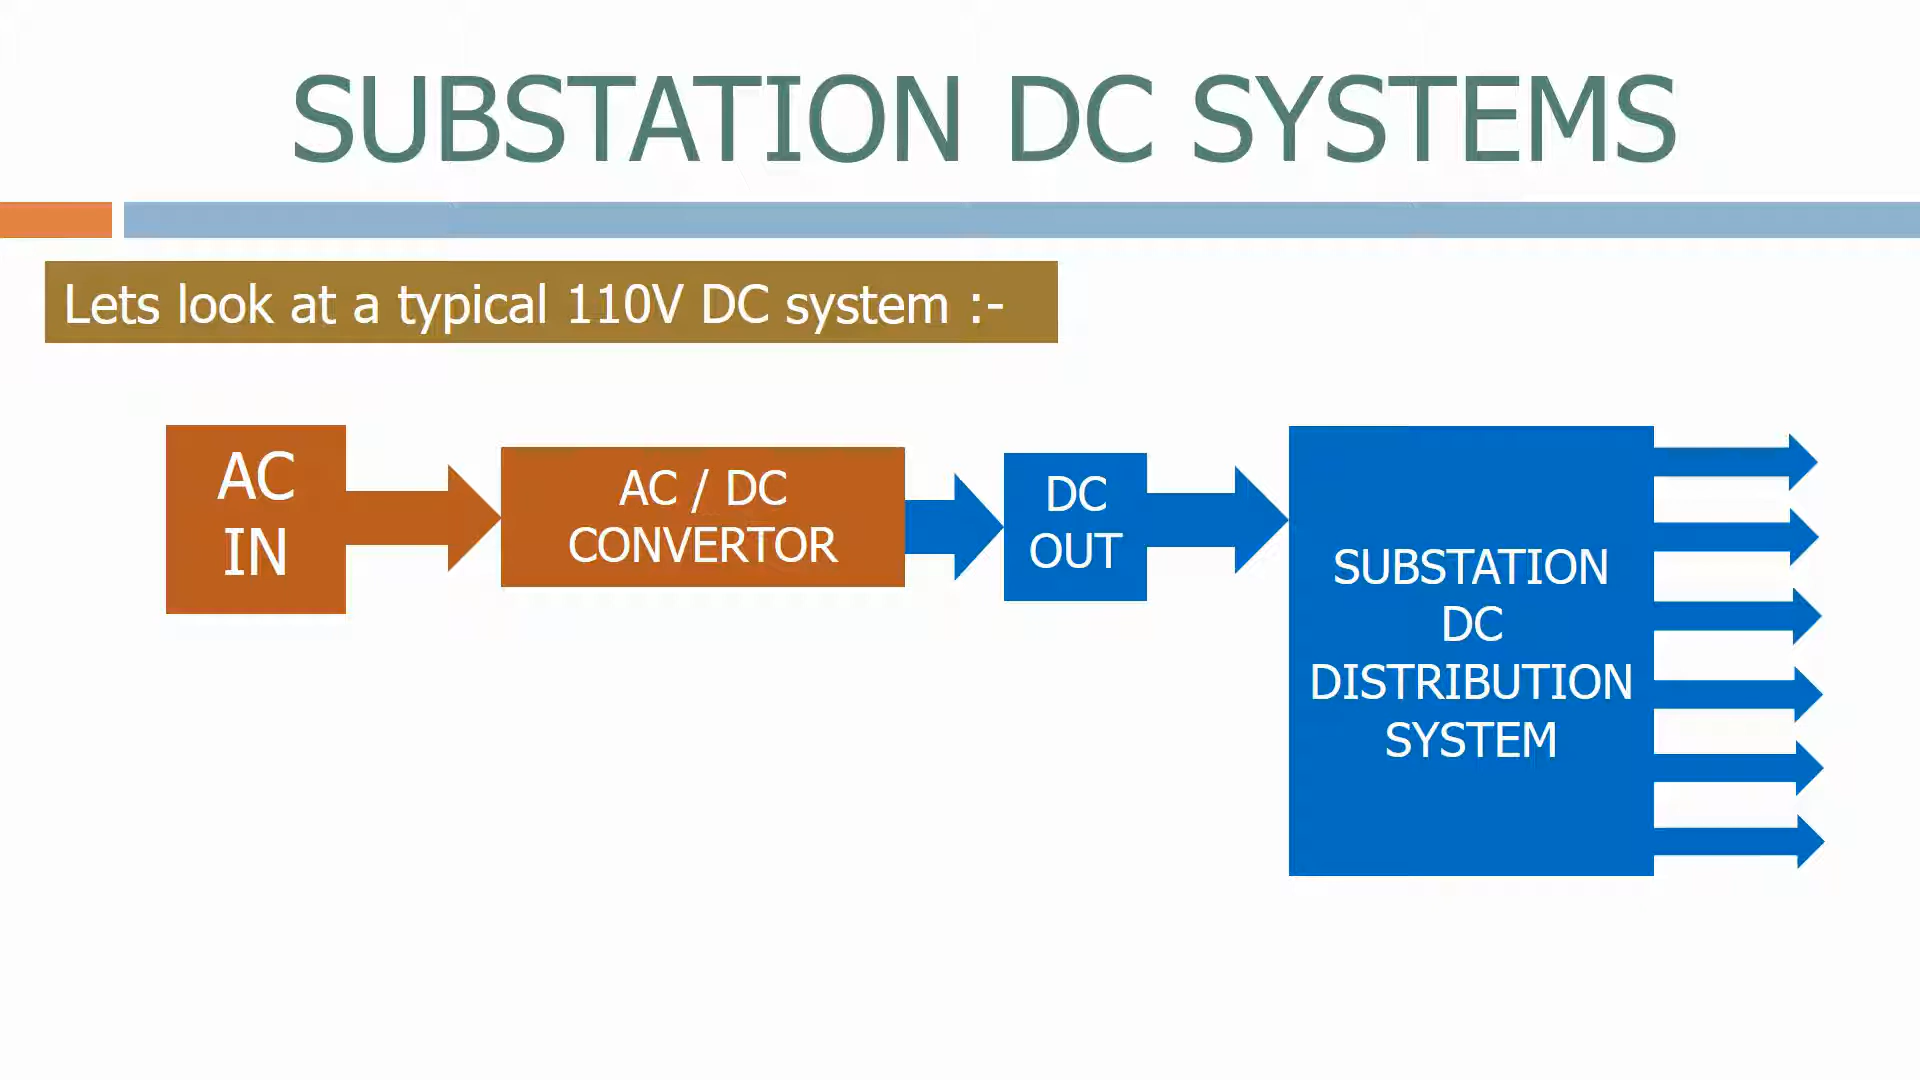 SUBSTATION DC SYSTEMS
Lets look at a typical 110V DC system :-
AC
IN
AC / DC
CONVERTOR
DC
OUT
SUBSTATION
DC
DISTRIBUTION
SYSTEM